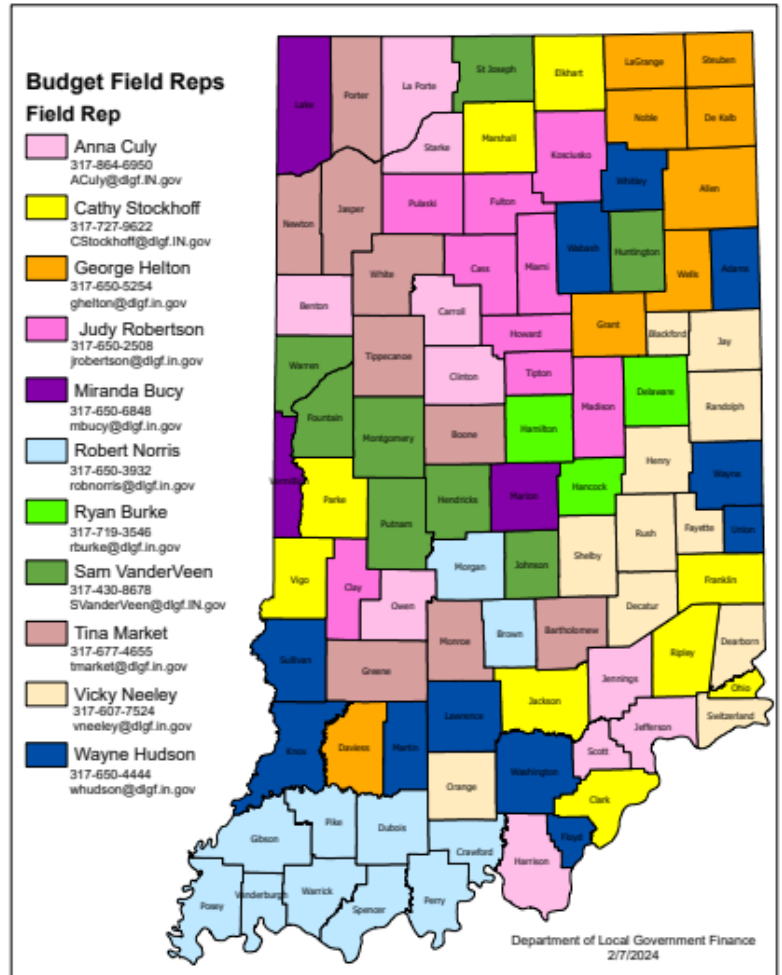 Budget Field Reps
Field Rep
Anna Culy
317-864-6950
ACuly@dlgf.IN.gov
Cathy Stockhoff
317-727-9622
CStockhoff@dlgf.IN.gov
George Helton
317-650-5254
ghelton@dlgf.in.gov
Judy Robertson
317-650-2508
jrobertson@dlgf.in.gov
Miranda Bucy
317-650-6848
mbucy@dlgf.in.gov
Robert Norris
317-650-3932
robnorris@dlgf.in.gov
Ryan Burke
317-719-3546
rburke@dlgf.in.gov
Sam VanderVeen
317-430-8678
SVanderVeen@dlgf.IN.gov
Tina Market
317-677-4655
tmarket@dlgf.in.gov
Vicky Neeley
317-607-7524
vneeley@dlgf.in.gov
Wayne Hudson
317-650-4444
whudson@dlgf.in.gov
Lake
Porter
La Porte
St Joseph
Elkhart
LaGrange
Steuben
Noble
De Kalb
Starke
Marshall
Kosciusko
Whitley
Allen
Newton
Jasper
Pulaski
Fulton
Wabash
Huntington
Wells
Adams
White
Cass
Miami
Benton
Carroll
Howard
Grant
Blackford
Jay
Warren
Tippecanoe
Clinton
Tipton
Madison
Delaware
Randolph
Fountain
Montgomery
Boone
Hamilton
Henry
Wayne
Vermillion
Parke
Putnam
Hendricks
Marion
Hancock
Rush
Fayette
Union
Vigo
Clay
Owen
Morgan
Johnson
Shelby
Decatur
Franklin
Sullivan
Greene
Monroe
Brown
Bartholomew
Jennings
Ripley
Dearborn
Ohio
Switzerland
Knox
Daviess
Martin
Lawrence
Jackson
Scott
Jefferson
Orange
Washington
Clark
Floyd
Gibson
Pike
Dubois
Crawford
Harrison
Posey
Vanderburgh
Warrick
Spencer
Perry
Department of Local Government Finance
2/7/2024